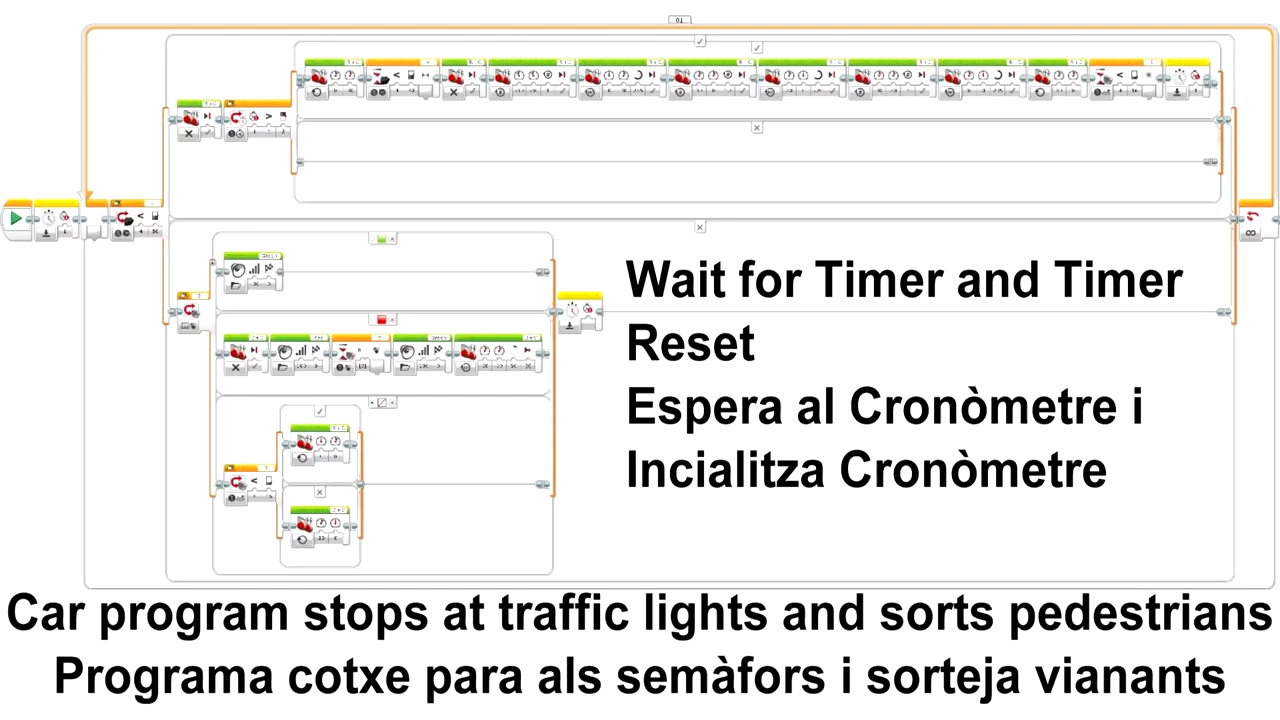 Wait for Timer and Timer
Reset
Espera al Cronòmetre i
Incialitza Cronòmetre
Car program stops at traffic lights and sorts pedestrians
Programa cotxe para als semàfors i sorteja vianants